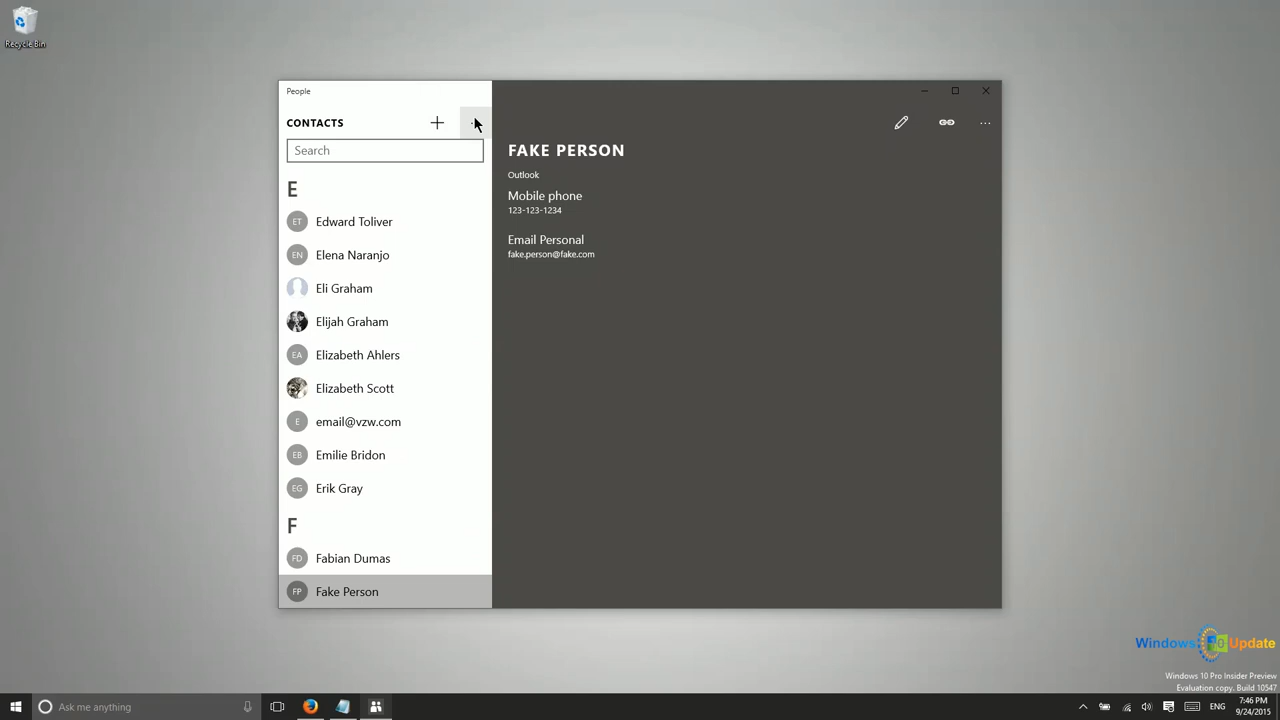 Recycle Bin
People
CONTACTS
Search
E
ET Edward Toliver
EN Elena Naranjo
Eli Graham
Elijah Graham
EA Elizabeth Ahlers
Elizabeth Scott
E email@vzw.com
EB Emilie Bridon
EG Erik Gray
F
FD Fabian Dumas
FP Fake Person
FAKE PERSON
Outlook
Mobile phone
123-123-1234
Email Personal
fake.person@fake.com
Windows 10 Update
Windows 10 Pro Insider Preview
Evaluation copy. Build 10547
Ask me anything
ENG
7:46 PM
9/24/2015